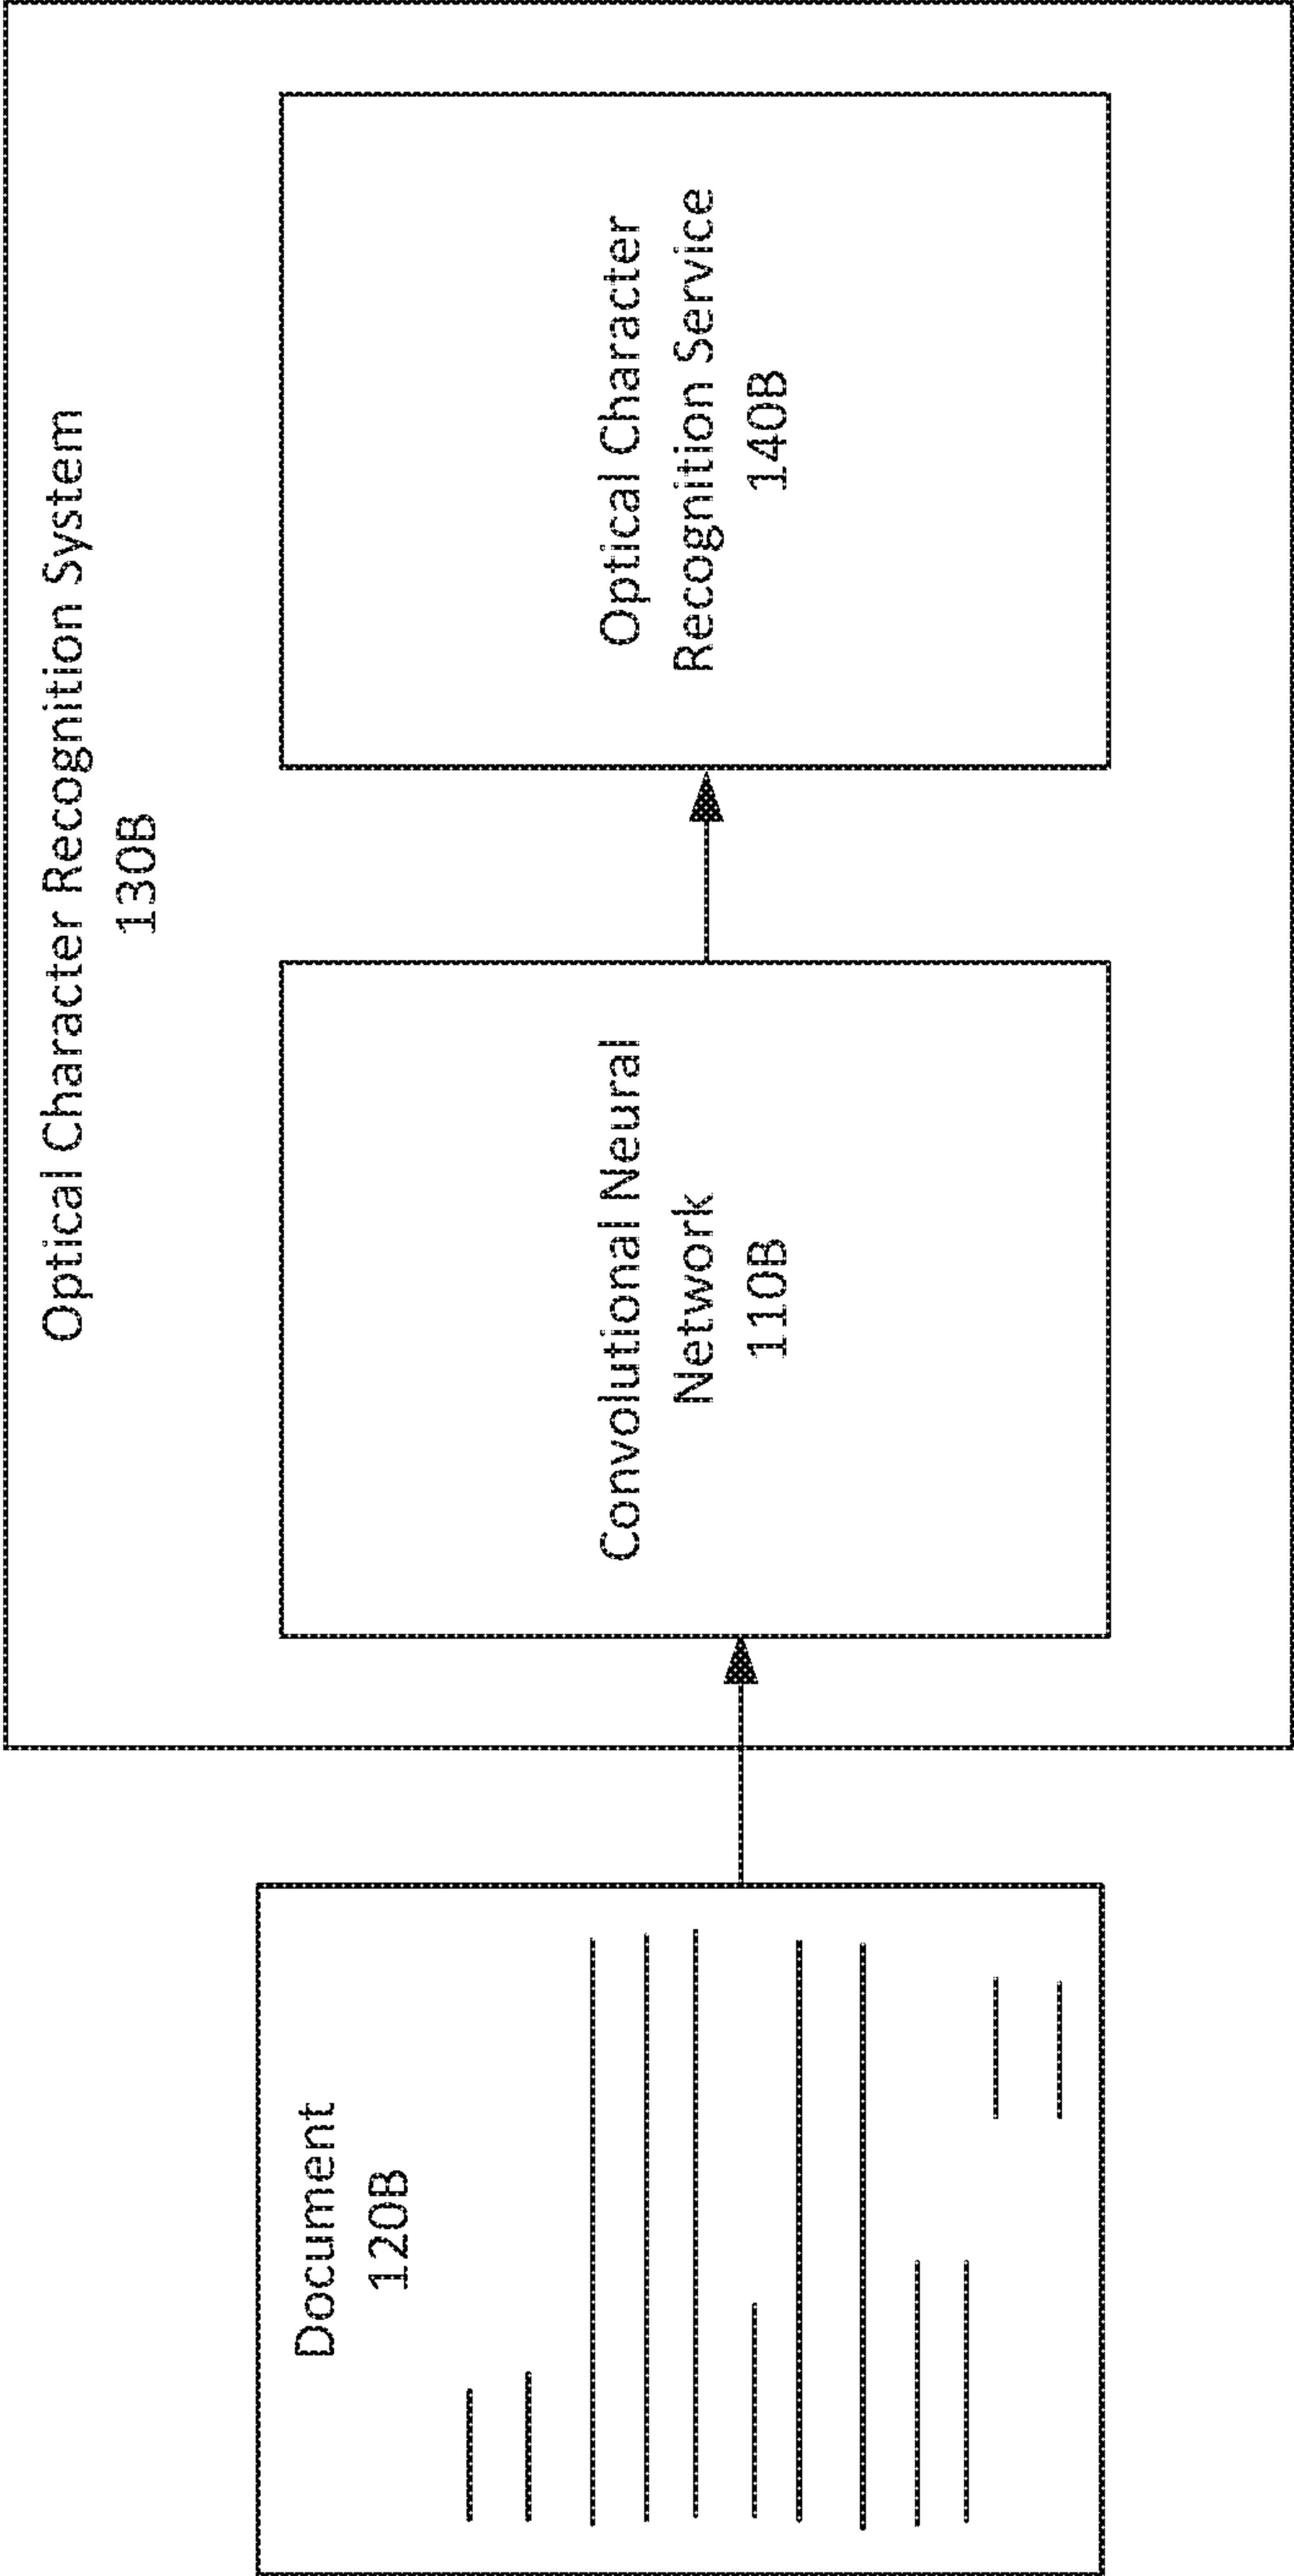 Optical Character Recognition System
130B
Document
120B
Convolutional Neural
Network
110B
Optical Character
Recognition Service
140B